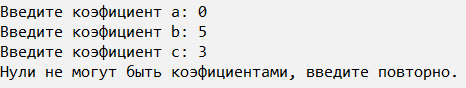 Введите коэфициент a: 0
Введите коэфициент b: 5
Введите коэфициент c: 3
Нули не могут быть коэфициентами, введите повторно.